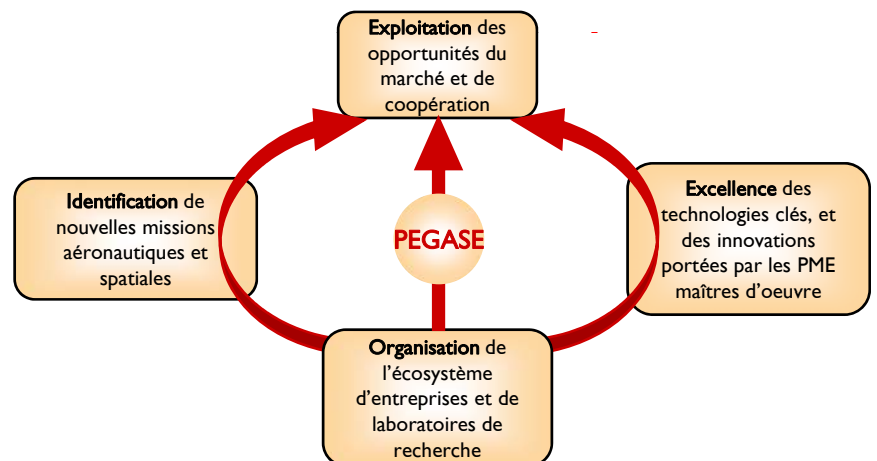 Exploitation des
opportunités du
marché et de
coopération
Identification de
nouvelles missions
aéronautiques et
spatiales
PEGASE
Excellence des
technologies clés, et
des innovations
portées par les PME
maîtres d'oeuvre
Organisation de
l'écosystème
d'entreprises et de
laboratoires de
recherche